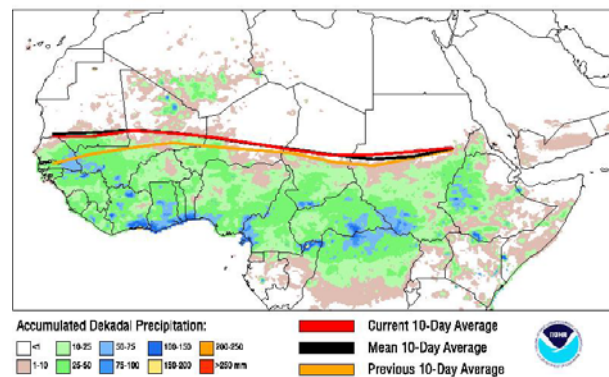 Accumulated Dekadal Precipitation:
<1 10-25 50-75 100-150 200-250
1-10 25-50 75-100 150-200 >250 mm
Current 10-Day Average
Mean 10-Day Average
Previous 10-Day Average